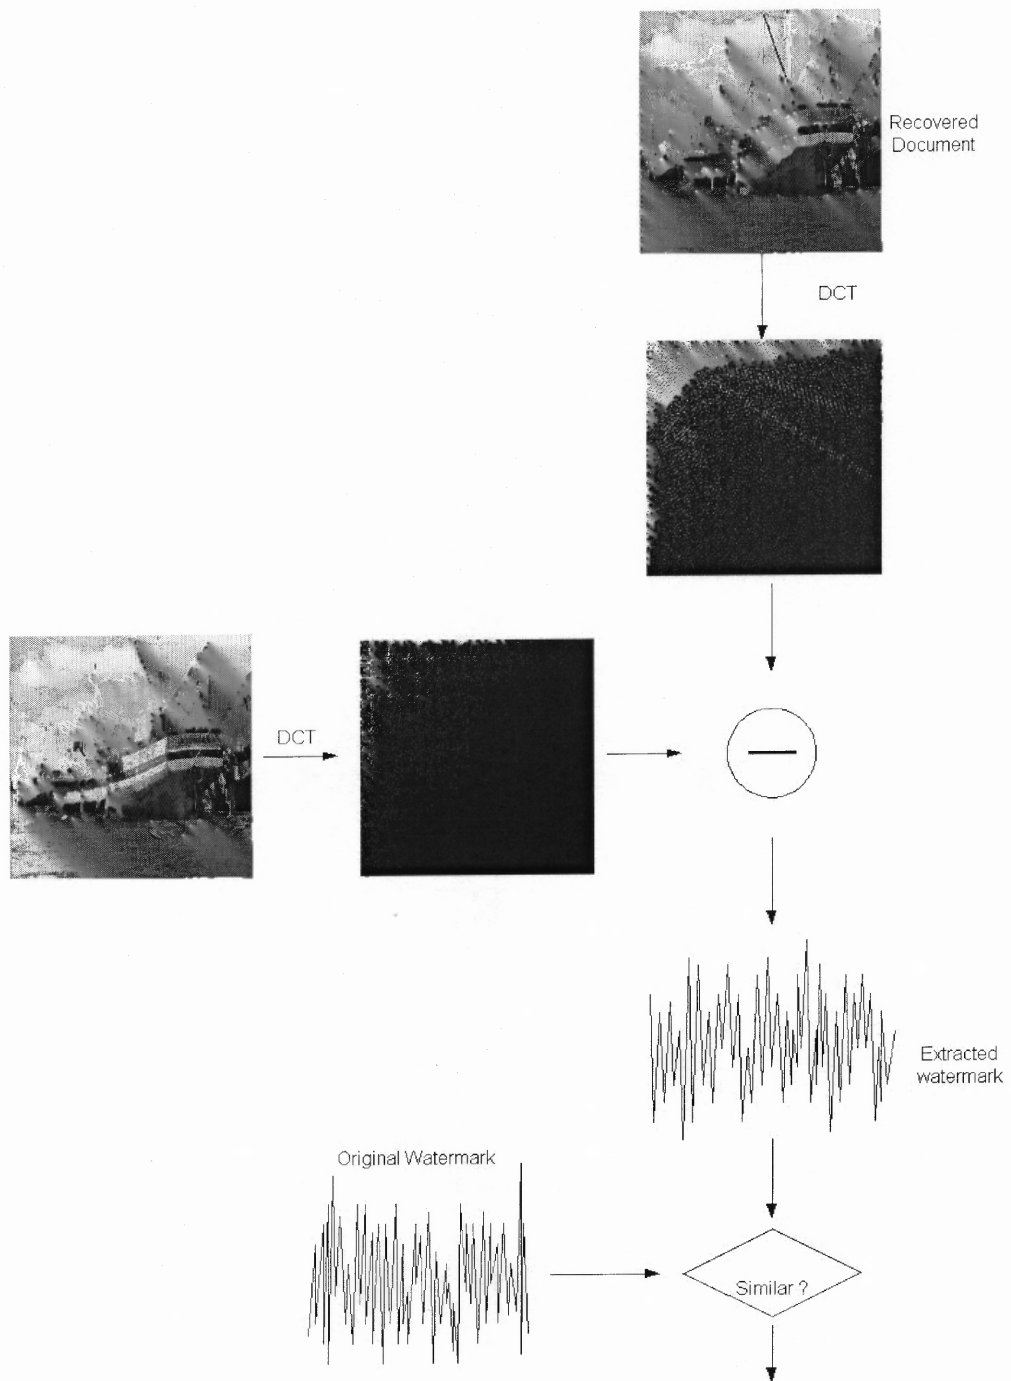 Recovered
Document
DCT
DCT
Extracted
watermark
Original Watermark
Similar ?